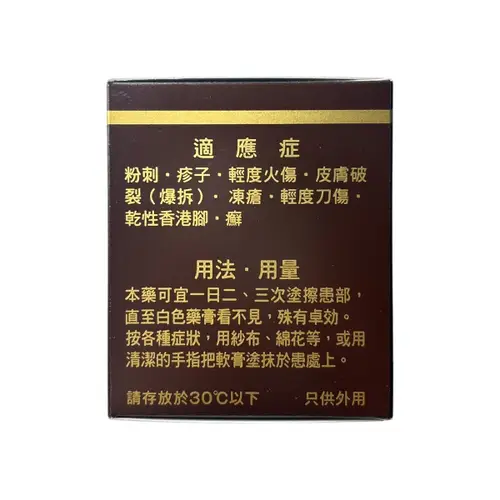 適應症
粉刺·疹子·輕度火傷·皮膚破
裂(爆拆)·凍瘡·輕度刀傷·
乾性香港腳·癬
用法·用量
本藥可宜一日二、三次塗擦患部，
直至白色藥膏看不見，殊有卓効。
按各種症狀，用紗布、綿花等，或用
清潔的手指把軟膏塗抹於患處上。
請存放於30℃以下 只供外用